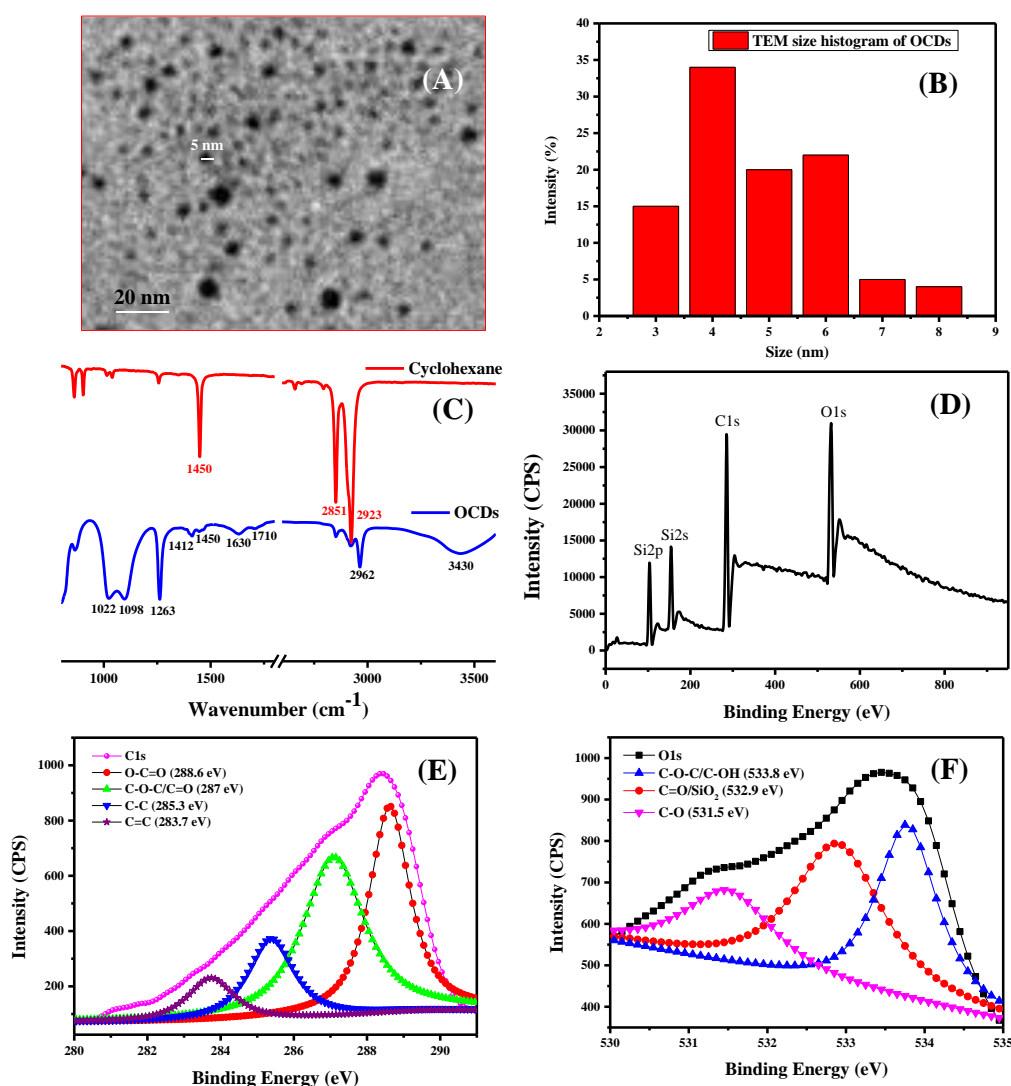 (A)
5 nm
20 nm
TEM size histogram of OCDs
(B)
40
35
30
25
20
15
10
5
0
Intensity (%)
2 3 4 5 6 7 8 9
Size (nm)
Cyclohexane
(C)
1450
2851
2923
OCDs
1412
1450
1630
1710
2962
3430
1022
1098
1263
1000 1500 3000 3500
Wavenumber (cm-1)
(D)
35000
30000
25000
20000
15000
10000
5000
0
Intensity (CPS)
Si2p
Si2s
C1s
O1s
0 200 400 600 800
Binding Energy (eV)
(E)
C1s
O-C=O (288.6 eV)
C-O-C/C=O (287 eV)
C-C (285.3 eV)
C=C (283.7 eV)
1000
800
600
400
200
Intensity (CPS)
280 282 284 286 288 290
Binding Energy (eV)
(F)
O1s
C-O-C/C-OH (533.8 eV)
C=O/SiO2 (532.9 eV)
C-O (531.5 eV)
1000
900
800
700
600
500
400
Intensity (CPS)
530 531 532 533 534 535
Binding Energy (eV)